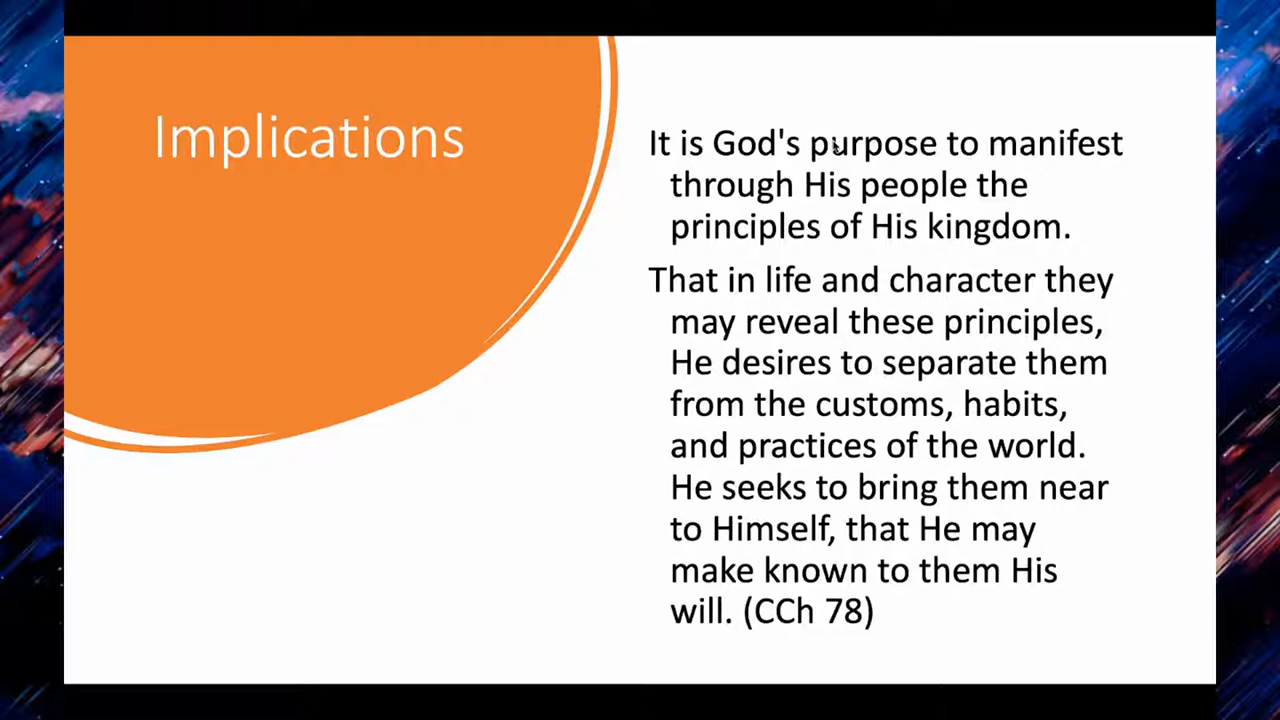 Implications
It is God's purpose to manifest
through His people the
principles of His kingdom.
That in life and character they
may reveal these principles,
He desires to separate them
from the customs, habits,
and practices of the world.
He seeks to bring them near
to Himself, that He may
make known to them His
will. (CCh 78)